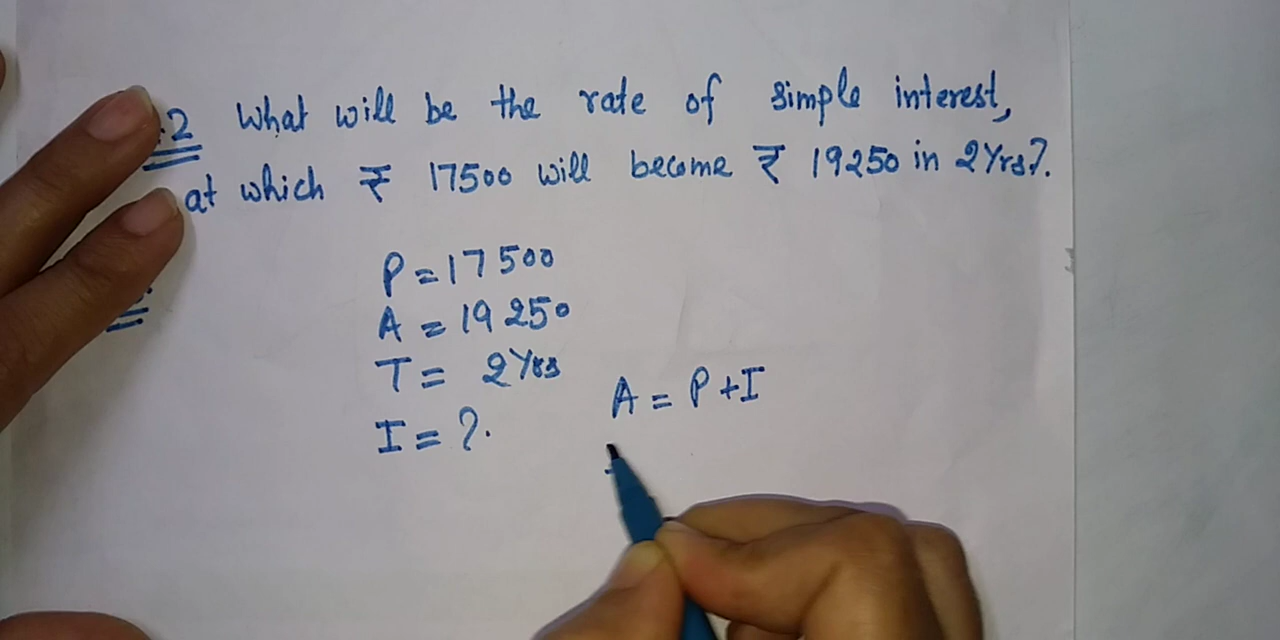 .2 What will be the rate of simple interest,
at which ₹ 17500 will become ₹ 19250 in 2Yrs?.
P = 17500
A = 19250
T = 2Yrs
A = P + I
I = ?.